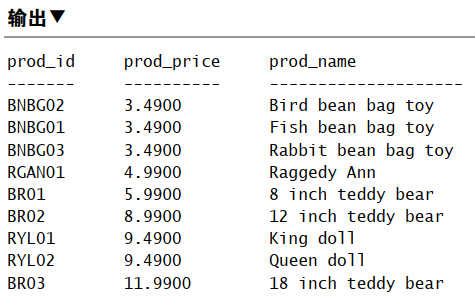 输出▼
prod_id prod_price prod_name
------- ---------- --------------------
BNBG02 3.4900 Bird bean bag toy
BNBG01 3.4900 Fish bean bag toy
BNBG03 3.4900 Rabbit bean bag toy
RGAN01 4.9900 Raggedy Ann
BR01 5.9900 8 inch teddy bear
BR02 8.9900 12 inch teddy bear
RYL01 9.4900 King doll
RYL02 9.4900 Queen doll
BR03 11.9900 18 inch teddy bear